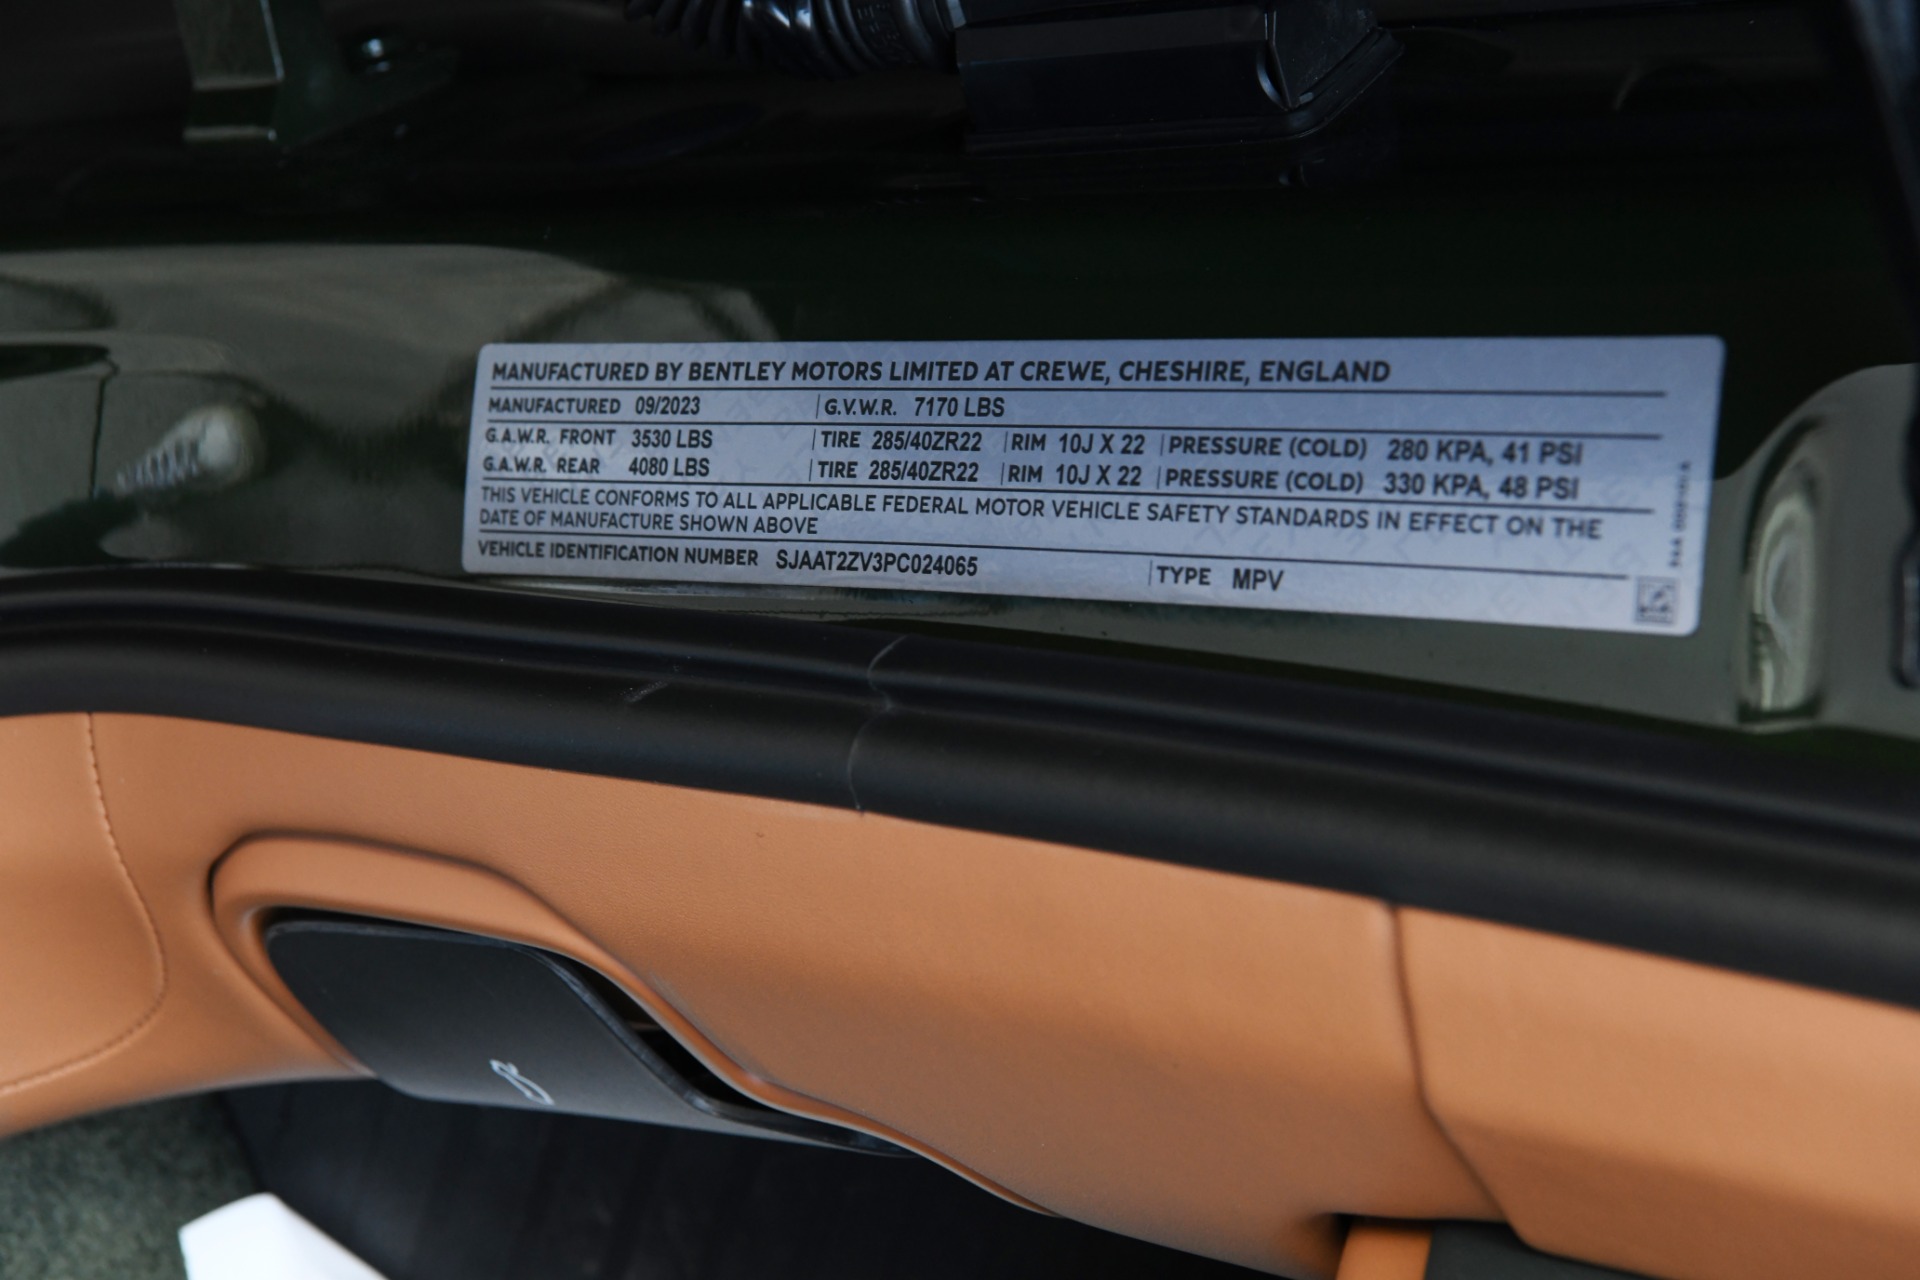 MANUFACTURED BY BENTLEY MOTORS LIMITED AT CREWE, CHESHIRE, ENGLAND
MANUFACTURED 09/2023 G.V.W.R. 7170 LBS
G.A.W.R. FRONT 3530 LBS TIRE 285/40ZR22 RIM 10J X 22 PRESSURE (COLD) 280 KPA, 41 PSI
G.A.W.R. REAR 4080 LBS TIRE 285/40ZR22 RIM 10J X 22 PRESSURE (COLD) 330 KPA, 48 PSI
THIS VEHICLE CONFORMS TO ALL APPLICABLE FEDERAL MOTOR VEHICLE SAFETY STANDARDS IN EFFECT ON THE
DATE OF MANUFACTURE SHOWN ABOVE
VEHICLE IDENTIFICATION NUMBER SJAAT2ZV3PC024065 TYPE MPV